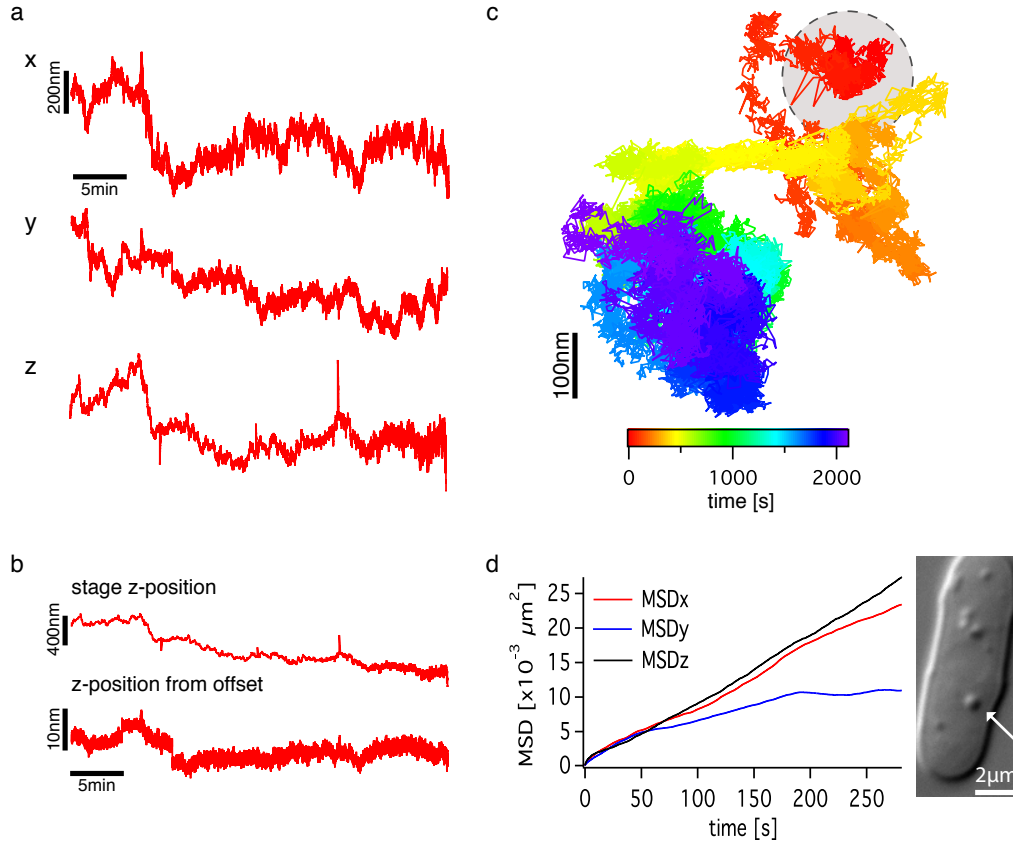 a
x
200nm
5min
y
z
b
stage z-position
400nm
z-position from offset
10nm
5min
c
100nm
0
1000
2000
time [s]
d
MSD [x10⁻³ μm².]
25
20
15
10
5
0
MSDx
MSDy
MSDz
0
50
100
150
200
250
time [s]
2μm